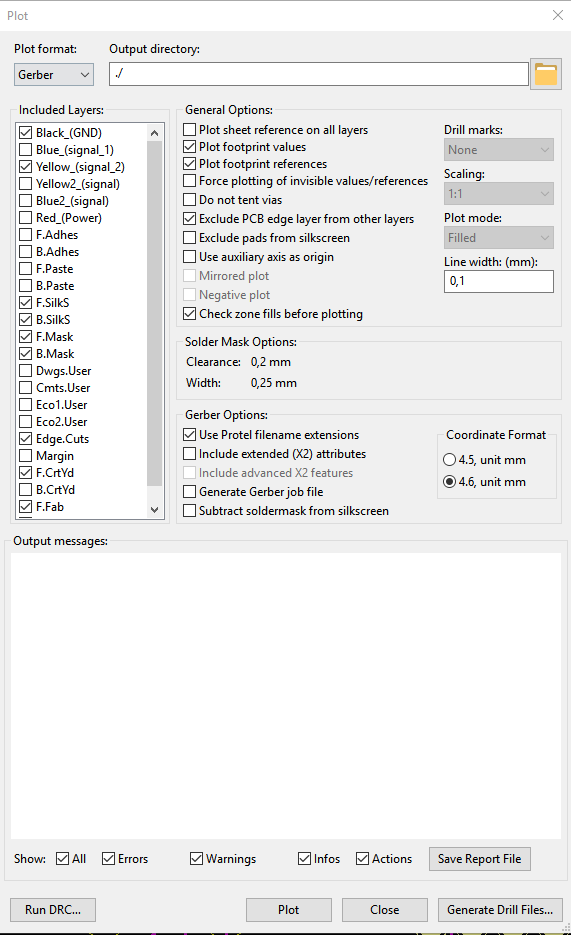 Plot
Plot format:
Output directory:
Gerber
./
Included Layers:
Black_(GND)
Blue_(signal_1)
Yellow_(signal_2)
Yellow2_(signal)
Blue2_(signal)
Red_(Power)
F.Adhes
B.Adhes
F.Paste
B.Paste
F.SilkS
B.SilkS
F.Mask
B.Mask
Dwgs.User
Cmts.User
Eco1.User
Eco2.User
Edge.Cuts
Margin
F.CrtYd
B.CrtYd
F.Fab
General Options:
Plot sheet reference on all layers
Plot footprint values
Plot footprint references
Force plotting of invisible values/references
Do not tent vias
Exclude PCB edge layer from other layers
Exclude pads from silkscreen
Use auxiliary axis as origin
Mirrored plot
Negative plot
Check zone fills before plotting
Drill marks:
None
Scaling:
1:1
Plot mode:
Filled
Line width: (mm):
0,1
Solder Mask Options:
Clearance: 0,2 mm
Width: 0,25 mm
Gerber Options:
Use Protel filename extensions
Include extended (X2) attributes
Include advanced X2 features
Generate Gerber job file
Subtract soldermask from silkscreen
Coordinate Format
4.5, unit mm
4.6, unit mm
Output messages:
Show: All Errors Warnings Infos Actions Save Report File
Run DRC... Plot Close Generate Drill Files...